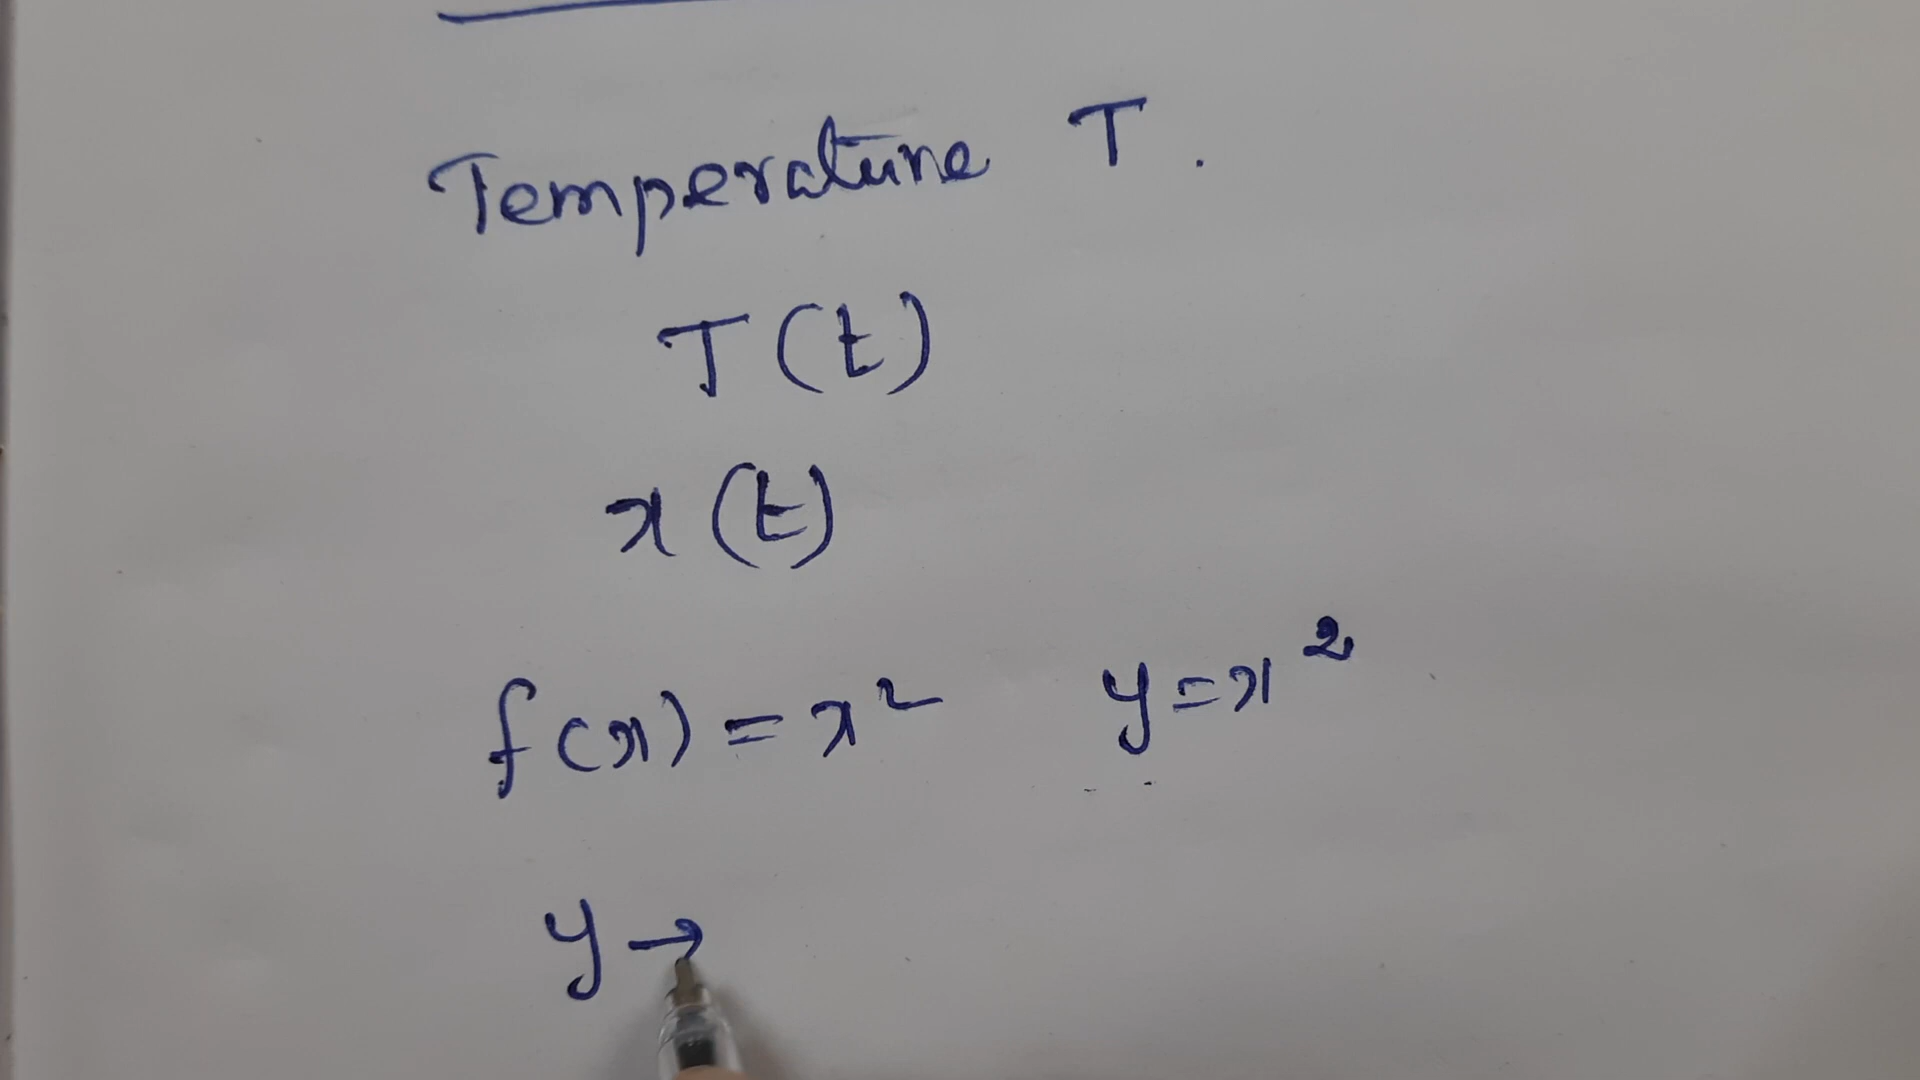 Temperature T.
T(t)
x(t)
f(x) = x² y = x²
y →